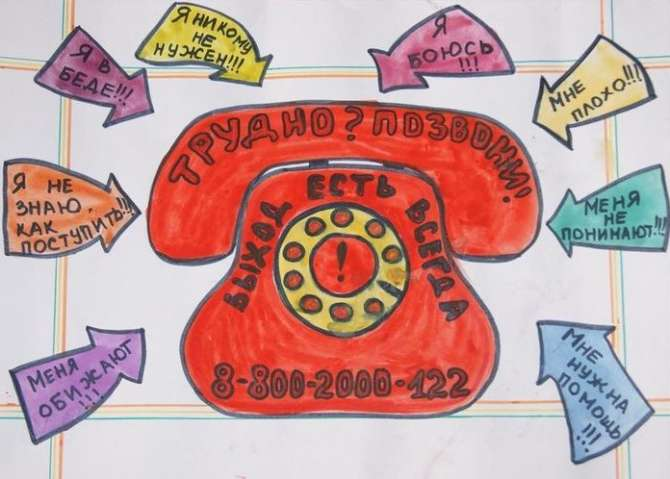 Я В
БЕДЕ!!!
Я НИКОМУ
НЕ
НУЖЕН!!!
Я
БОЮСЬ
!!!
МНЕ
ПЛОХО!!!
ТРУДНО? ПОЗВОНИ!
Я НЕ
ЗНАЮ,
КАК
ПОСТУПИТЬ!!!
ВЫХОД ЕСТЬ ВСЕГДА
!
МЕНЯ
НЕ
ПОНИМАЮТ!!!
МЕНЯ
ОБИЖАЮТ
!!!
8-800-2000-122
МНЕ
НУЖНА
ПОМОЩЬ
!!!